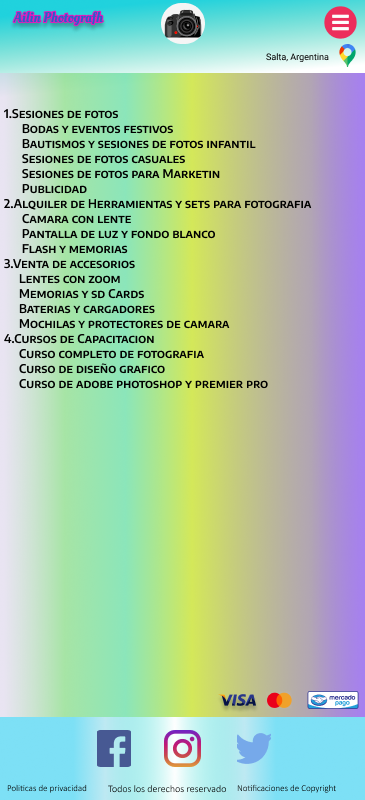 Ailin Photografh
Salta, Argentina
1.Sesiones de fotos
Bodas y eventos festivos
Bautismos y sesiones de fotos infantil
Sesiones de fotos casuales
Sesiones de fotos para Marketin
Publicidad
2.Alquiler de Herramientas y sets para fotografia
Camara con lente
Pantalla de luz y fondo blanco
Flash y memorias
3.Venta de accesorios
Lentes con zoom
Memorias y sd Cards
Baterias y cargadores
Mochilas y protectores de camara
4.Cursos de Capacitacion
Curso completo de fotografia
Curso de diseño grafico
Curso de adobe photoshop y premier pro
VISA mercado
pago
Politicas de privacidad Todos los derechos reservado Notificaciones de Copyright